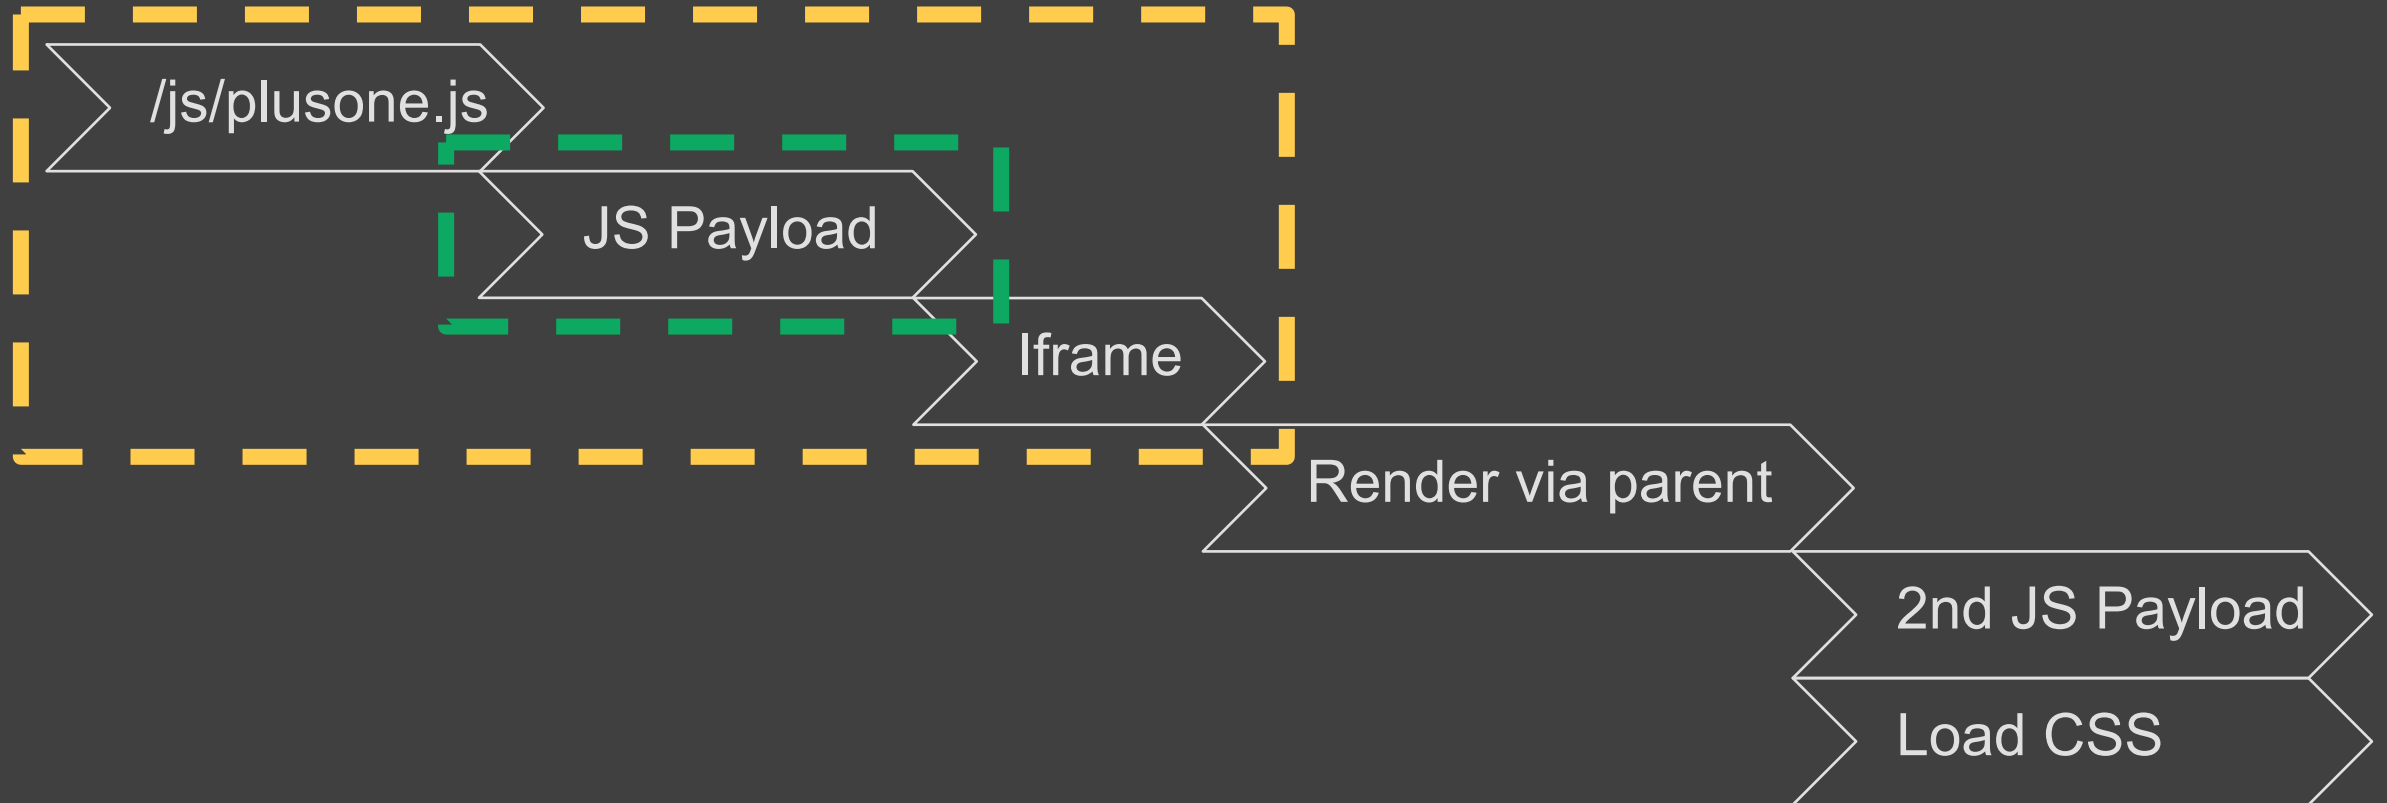 /js/plusone.js
JS Payload
Iframe
Render via parent
2nd JS Payload
Load CSS